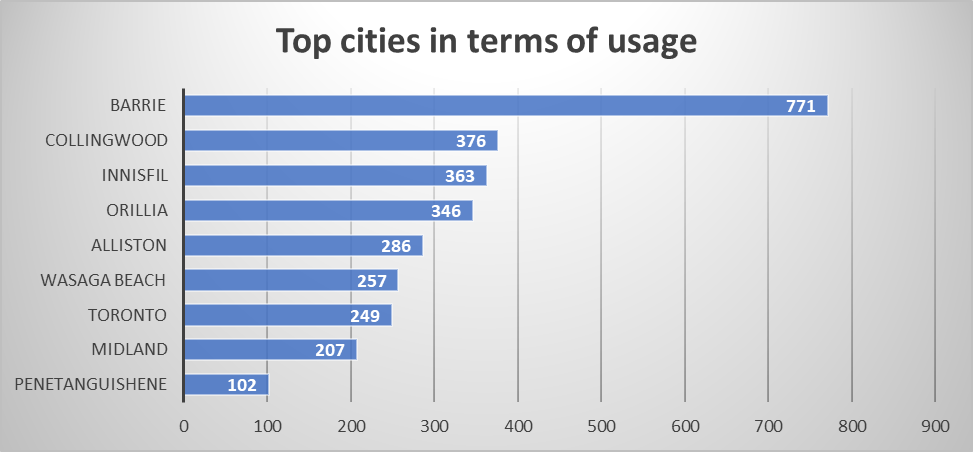 Top cities in terms of usage
BARRIE 771
COLLINGWOOD 376
INNISFIL 363
ORILLIA 346
ALLISTON 286
WASAGA BEACH 257
TORONTO 249
MIDLAND 207
PENETANGUISHENE 102
0 100 200 300 400 500 600 700 800 900